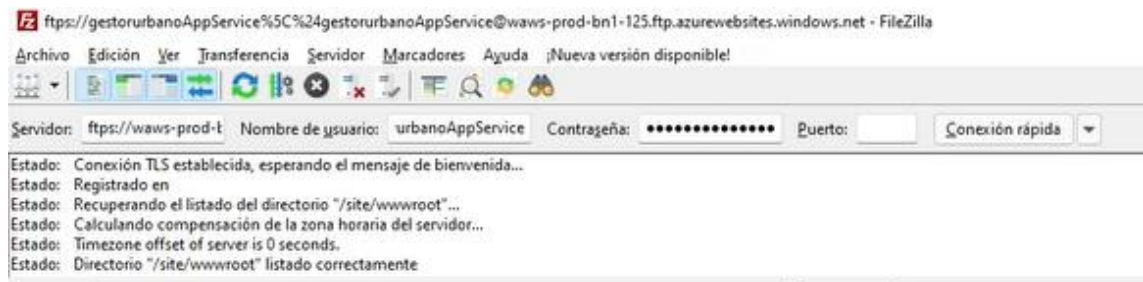 ftps://gestorurbanoAppService%5C%24gestorurbanoAppService@waws-prod-bn1-125.ftp.azurewebsites.windows.net - FileZilla
Archivo Edición Ver Transferencia Servidor Marcadores Ayuda ¡Nueva versión disponible!
Servidor: ftps://waws-prod-b Nombre de usuario: urbanoAppService Contraseña: ●●●●●●●●●●●●●● Puerto: Conexión rápida
Estado: Conexión TLS establecida, esperando el mensaje de bienvenida...
Estado: Registrado en
Estado: Recuperando el listado del directorio "/site/wwwroot"...
Estado: Calculando compensación de la zona horaria del servidor...
Estado: Timezone offset of server is 0 seconds.
Estado: Directorio "/site/wwwroot" listado correctamente